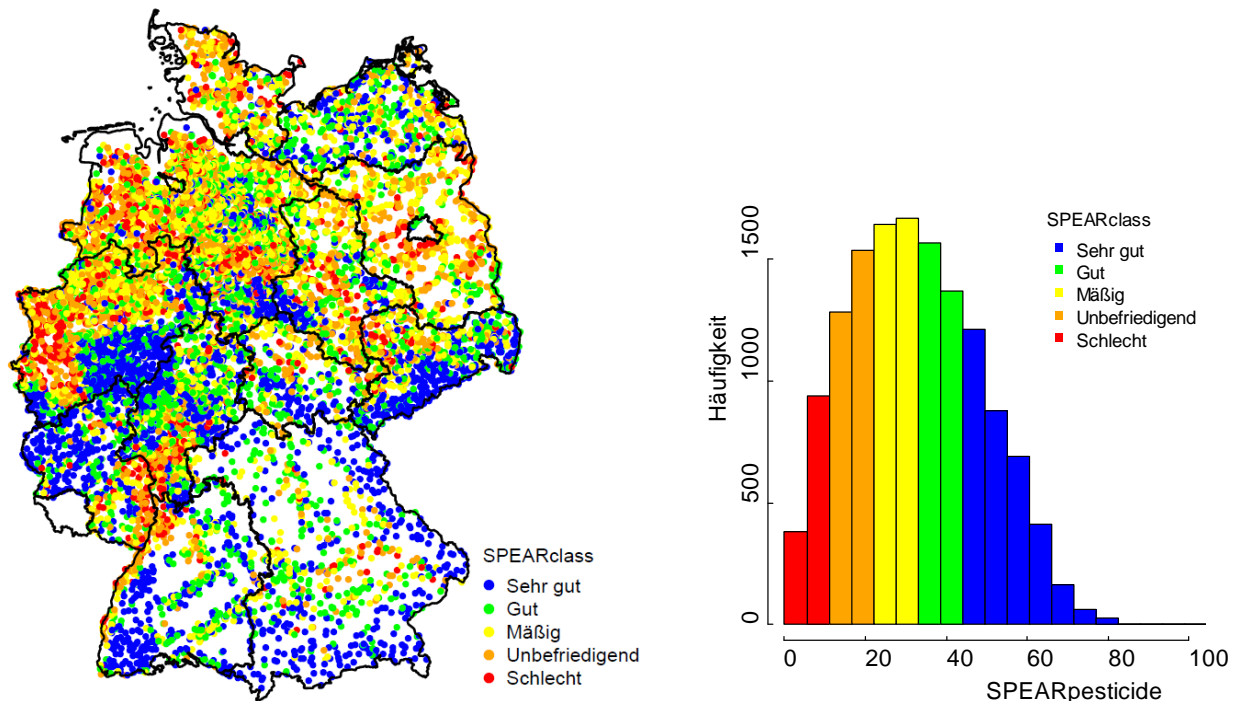 SPEARclass
Sehr gut
Gut
Mäßig
Unbefriedigend
Schlecht
Häufigkeit
0
500
1000
1500
SPEARclass
Sehr gut
Gut
Mäßig
Unbefriedigend
Schlecht
0 20 40 60 80 100
SPEARpesticide